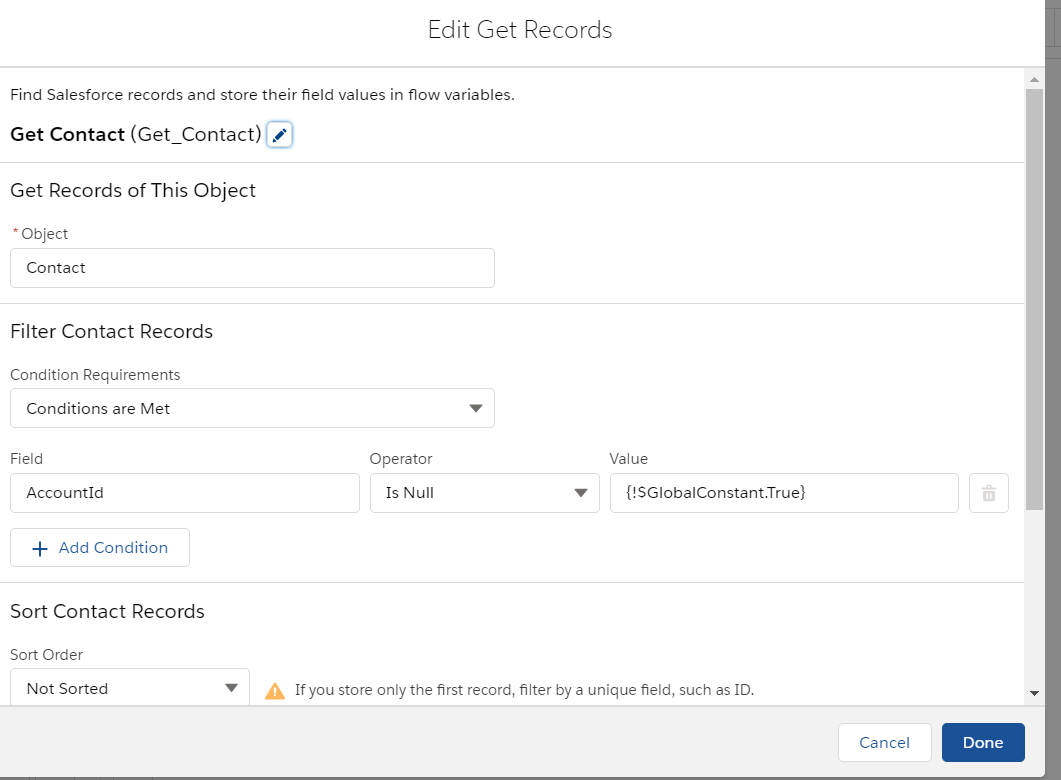 Edit Get Records
Find Salesforce records and store their field values in flow variables.
Get Contact (Get_Contact)
Get Records of This Object
* Object
Contact
Filter Contact Records
Condition Requirements
Conditions are Met
Field Operator Value
AccountId Is Null {!$GlobalConstant.True}
+ Add Condition
Sort Contact Records
Sort Order
Not Sorted If you store only the first record, filter by a unique field, such as ID.
Cancel Done